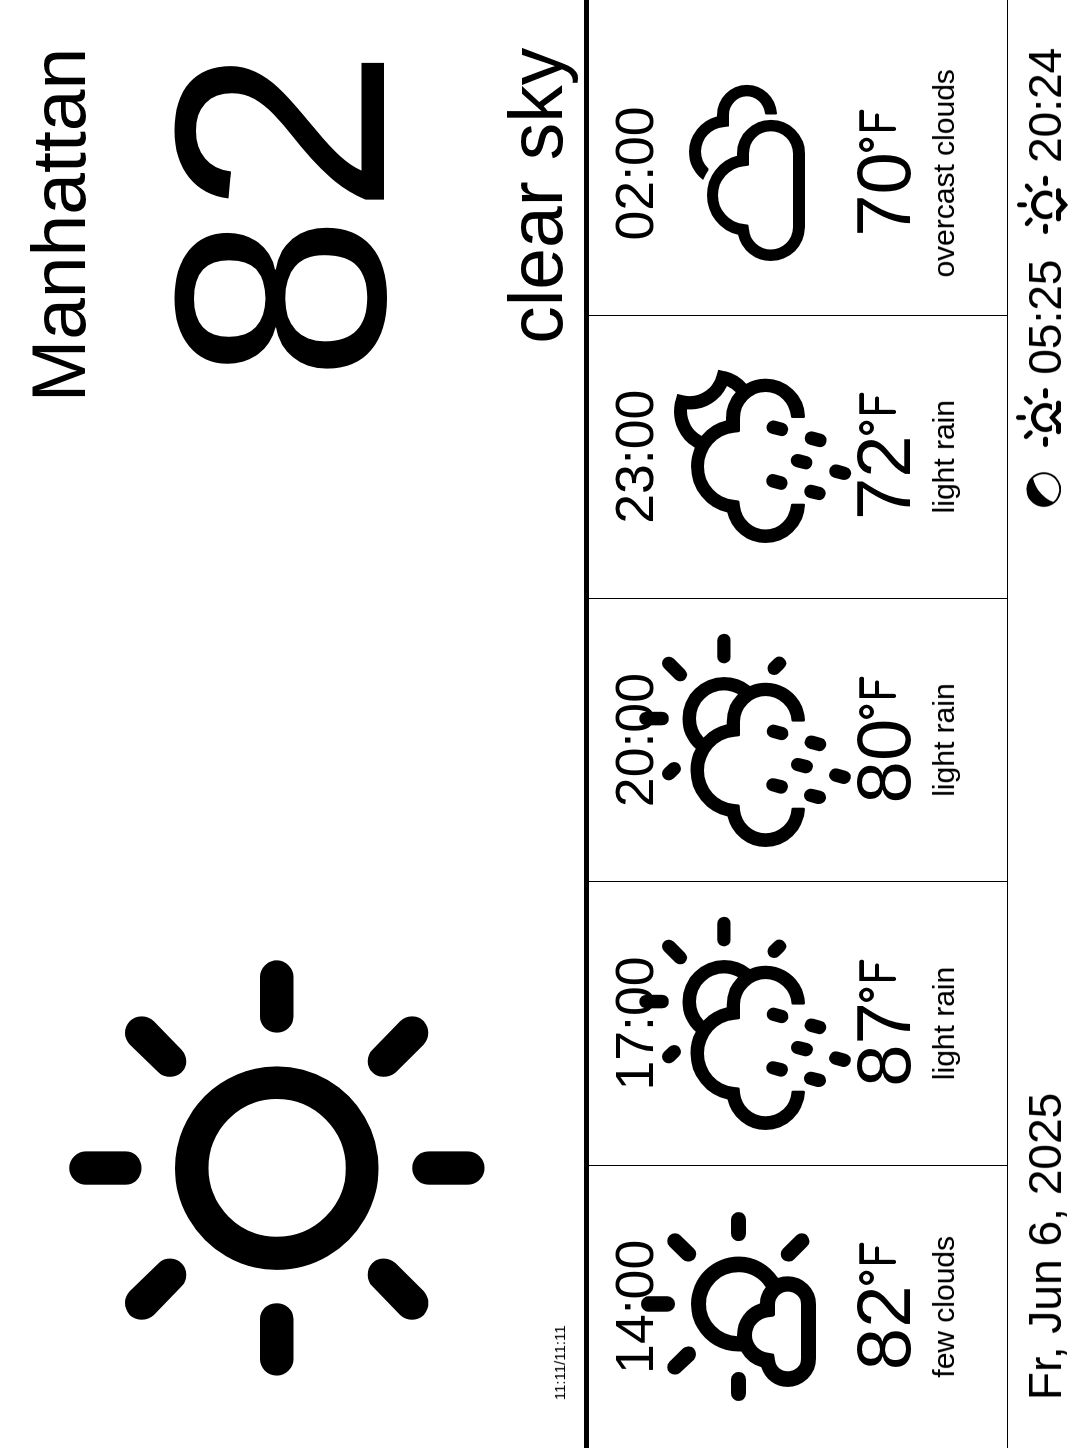 Manhattan
82
clear sky
11:11/11:11
14:00
82°F
few clouds
17:00
87°F
light rain
20:00
80°F
light rain
23:00
72°F
light rain
02:00
70°F
overcast clouds
Fr, Jun 6, 2025
05:25
20:24